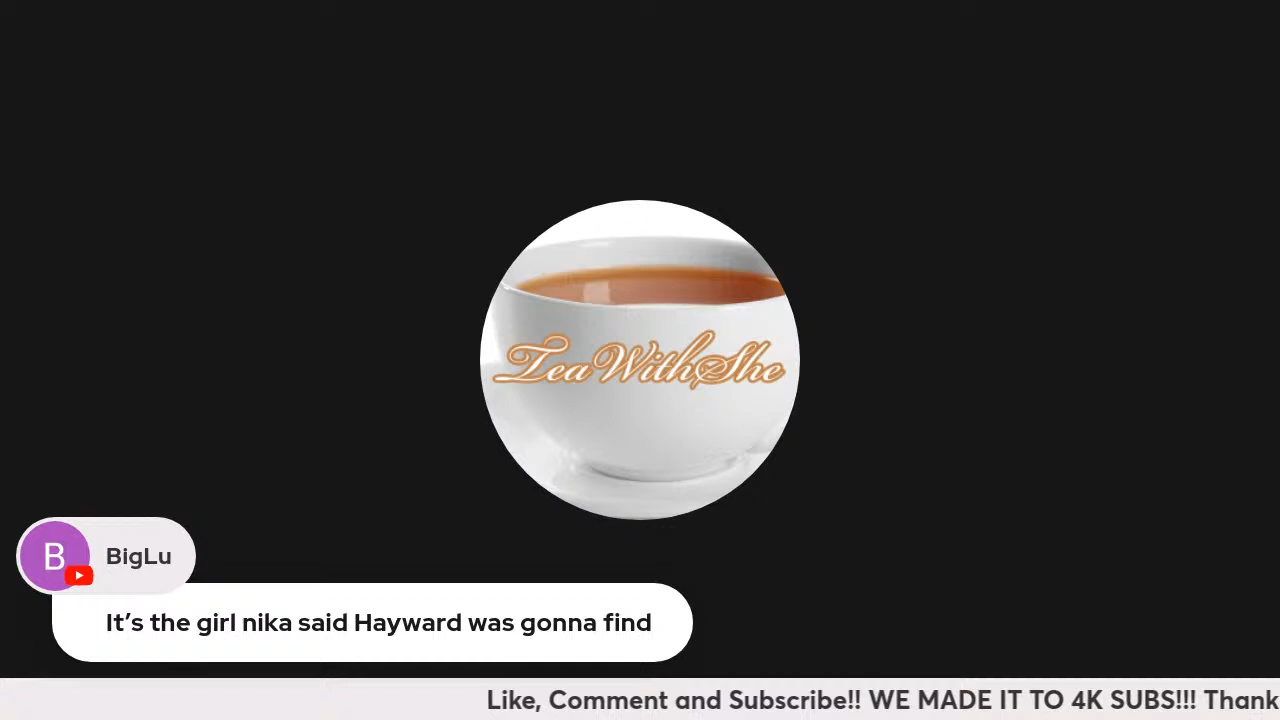 TeaWithShe
B
BigLu
It’s the girl nika said Hayward was gonna find
Like, Comment and Subscribe!! WE MADE IT TO 4K SUBS!!! Thank